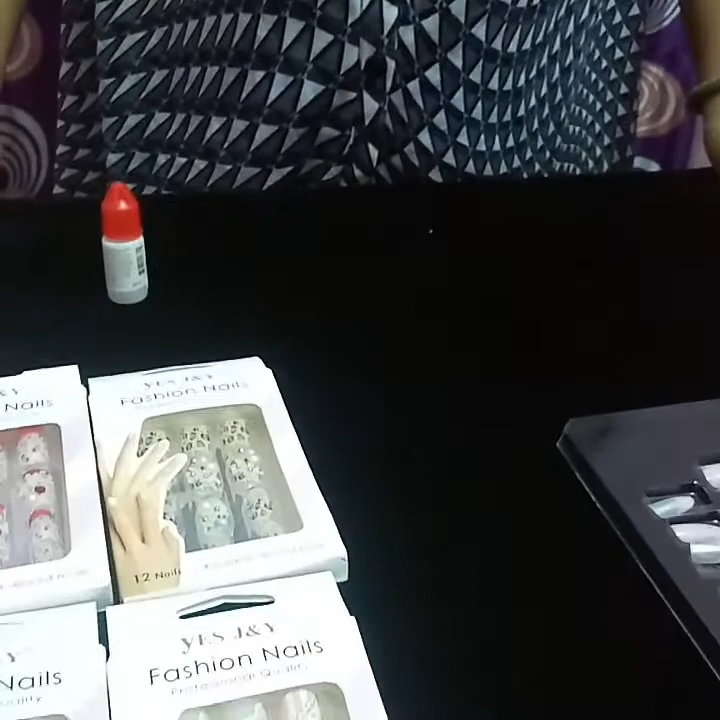 YES J&Y
Fashion Nails
Nails
12 Nails
YES J&Y
Fashion Nails
Professional Quality
Nails